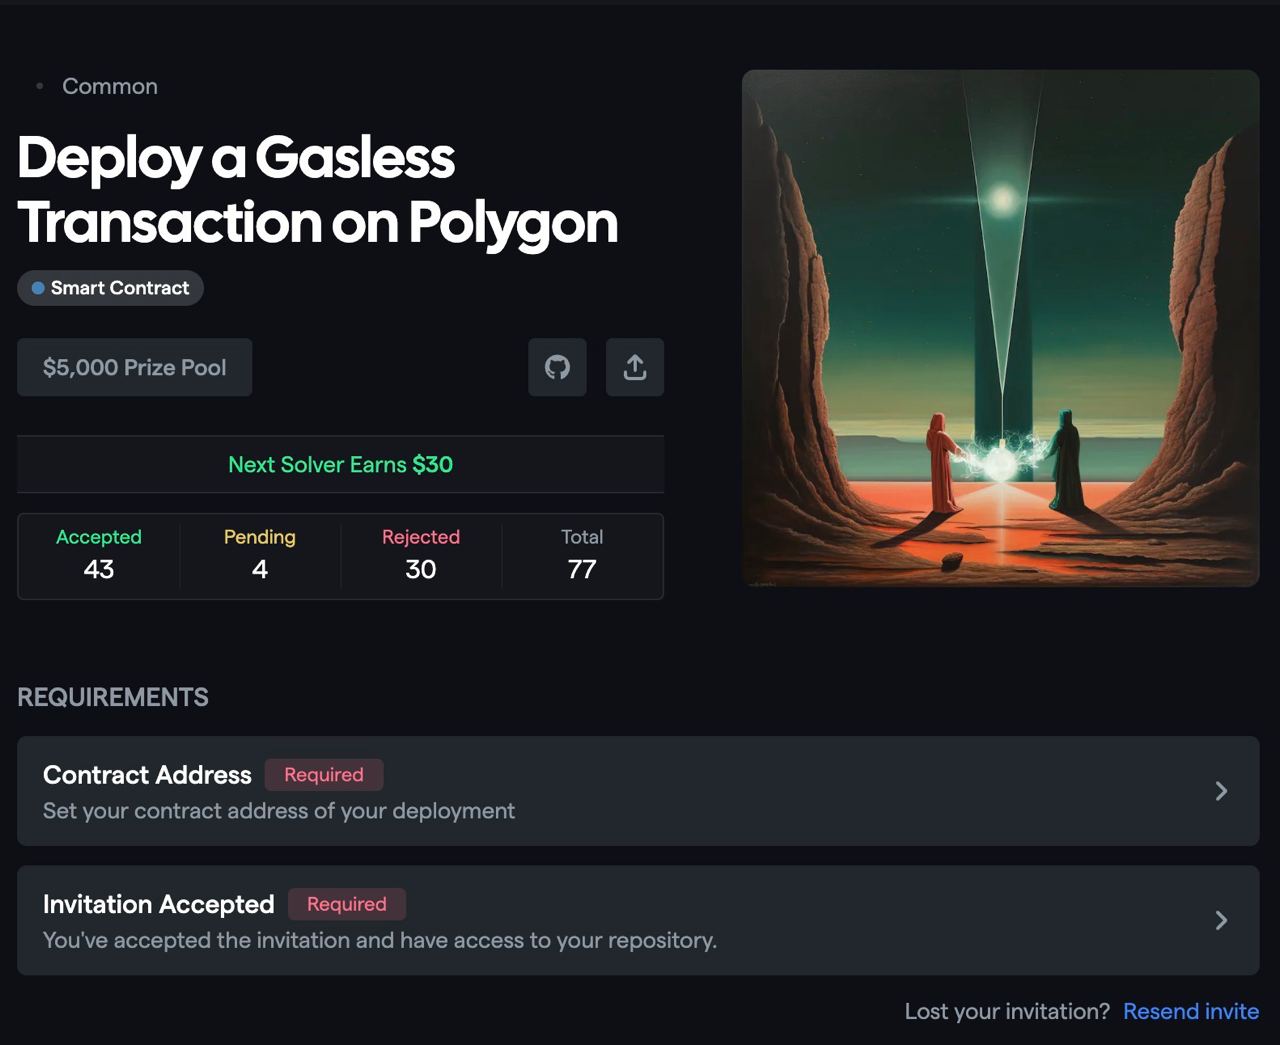 Common
Deploy a Gasless
Transaction on Polygon
Smart Contract
$5,000 Prize Pool
Next Solver Earns $30
Accepted Pending Rejected Total
43 4 30 77
REQUIREMENTS
Contract Address Required
Set your contract address of your deployment
Invitation Accepted Required
You've accepted the invitation and have access to your repository.
Lost your invitation? Resend invite